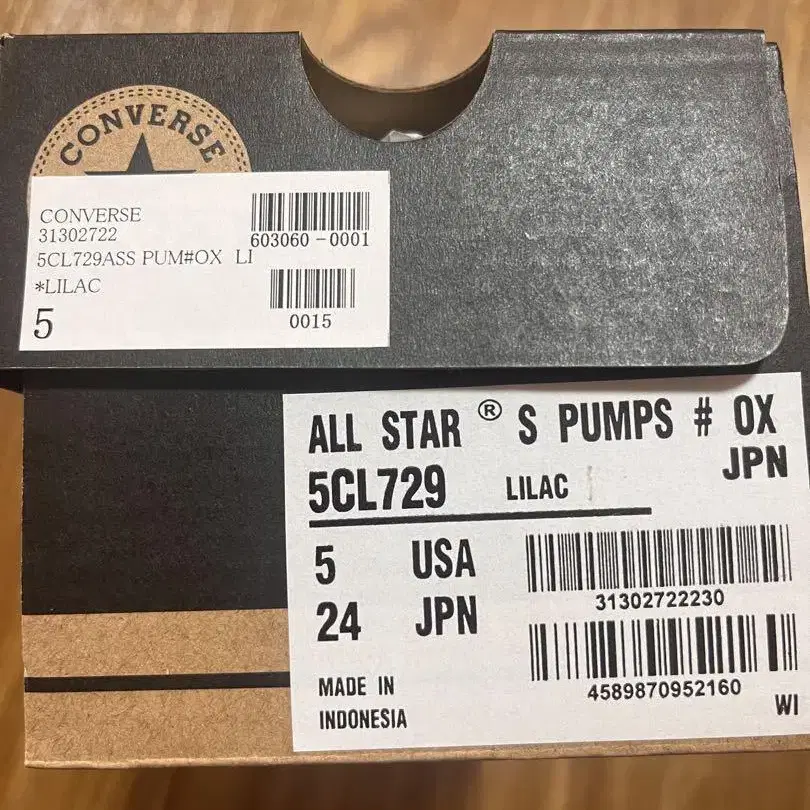 CONVERSE
CONVERSE
31302722
603060-0001
5CL729ASS PUM#OX LI
*LILAC
5
0015
ALL STAR ® S PUMPS # OX
JPN
5CL729 LILAC
5 USA
24 JPN
31302722230
4589870952160
MADE IN
INDONESIA
WI